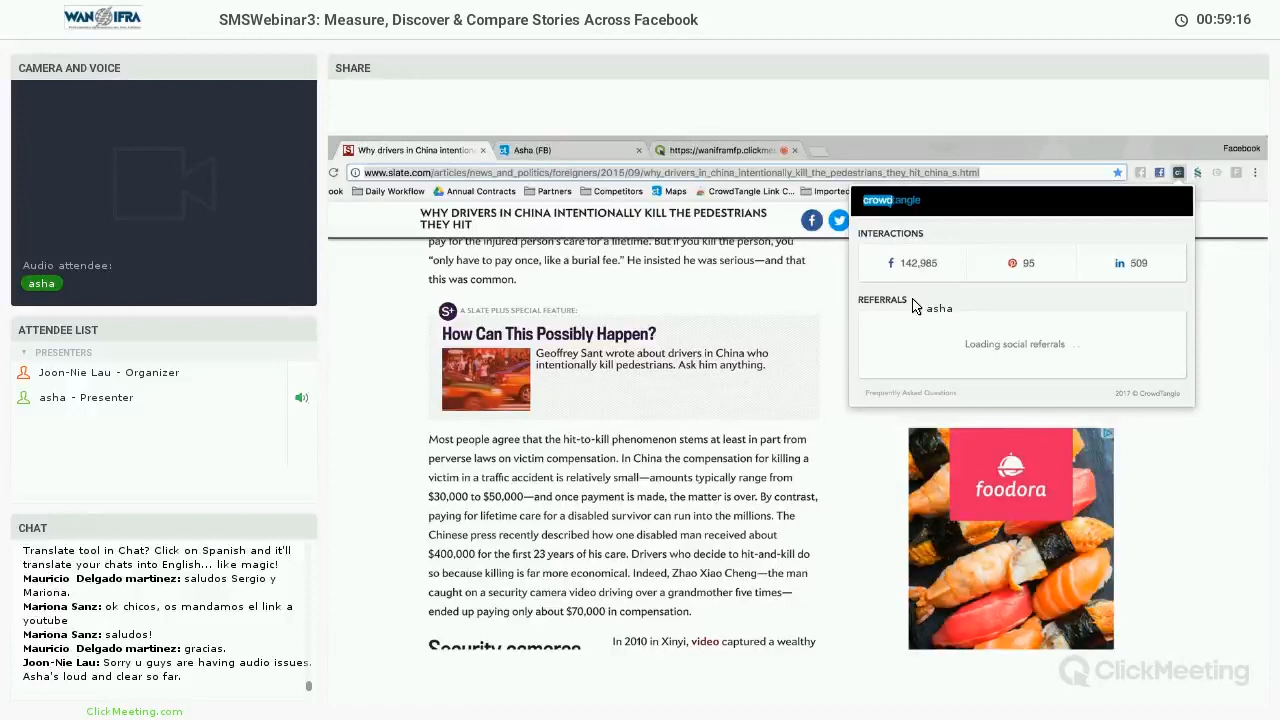 WAN IFRA
SMSWebinar3: Measure, Discover & Compare Stories Across Facebook
00:59:16
CAMERA AND VOICE
Audio attendee:
asha
ATTENDEE LIST
PRESENTERS
Joon-Nie Lau - Organizer
asha - Presenter
CHAT
Translate tool in Chat? Click on Spanish and it'll
translate your chats into English... like magic!
Mauricio Delgado martinez: saludos Sergio y
Mariona.
Mariona Sanz: ok chicos, os mandamos el link a
youtube
Mariona Sanz: saludos!
Mauricio Delgado martinez: gracias.
Joon-Nie Lau: Sorry u guys are having audio issues.
Asha's loud and clear so far.
ClickMeeting.com
SHARE
Why drivers in China intention
Asha (FB)
https://waniframfp.clickme
Facebook
www.slate.com/articles/news_and_politics/foreigners/2015/09/why_drivers_in_china_intentionally_kill_the_pedestrians_they_hit_china_s.html
ook Daily Workflow Annual Contracts Partners Competitors Maps CrowdTangle Link C... Imported
WHY DRIVERS IN CHINA INTENTIONALLY KILL THE PEDESTRIANS
THEY HIT
pay for the injured person's care for a lifetime. But if you kill the person, you
“only have to pay once, like a burial fee.” He insisted he was serious—and that
this was common.
S+ A SLATE PLUS SPECIAL FEATURE:
How Can This Possibly Happen?
Geoffrey Sant wrote about drivers in China who
intentionally kill pedestrians. Ask him anything.
Most people agree that the hit-to-kill phenomenon stems at least in part from
perverse laws on victim compensation. In China the compensation for killing a
victim in a traffic accident is relatively small—amounts typically range from
$30,000 to $50,000—and once payment is made, the matter is over. By contrast,
paying for lifetime care for a disabled survivor can run into the millions. The
Chinese press recently described how one disabled man received about
$400,000 for the first 23 years of his care. Drivers who decide to hit-and-kill do
so because killing is far more economical. Indeed, Zhao Xiao Cheng—the man
caught on a security camera video driving over a grandmother five times—
ended up paying only about $70,000 in compensation.
Security cameras
In 2010 in Xinyi, video captured a wealthy
crowdtangle
INTERACTIONS
142,985
95
509
REFERRALS
asha
Loading social referrals ..
Frequently Asked Questions
2017 © CrowdTangle
foodora
ClickMeeting